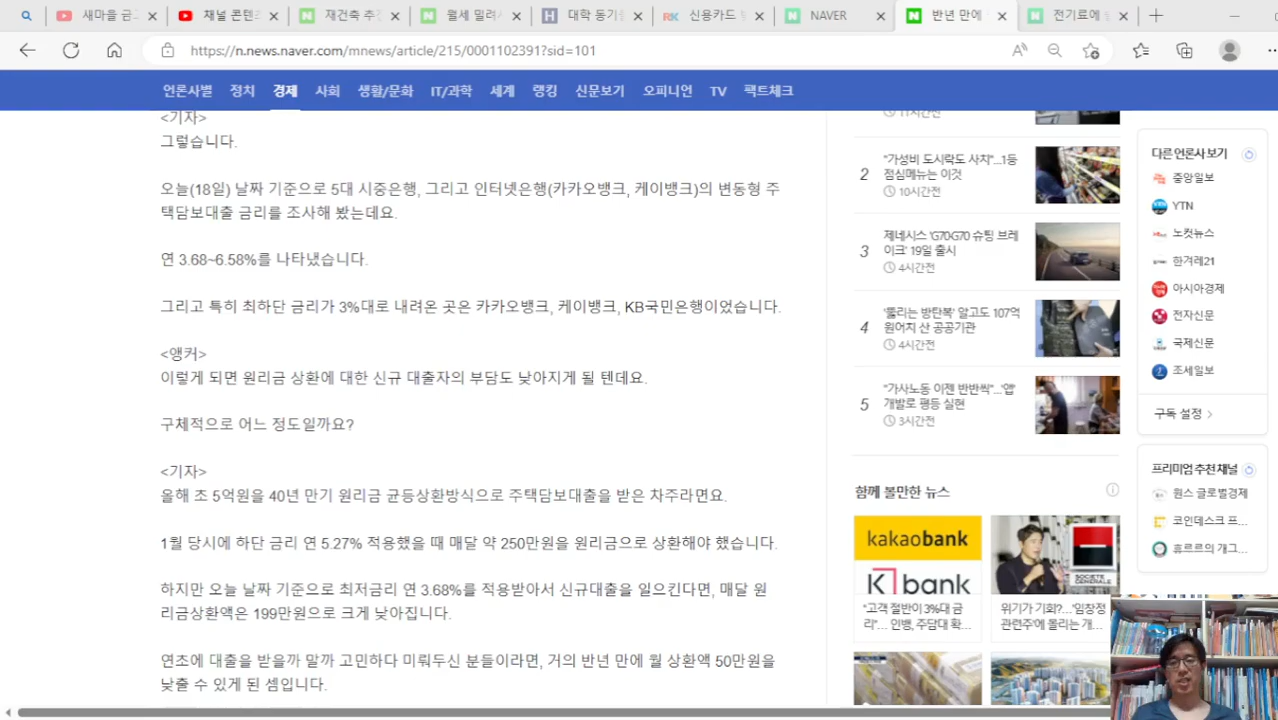 새마을 금
채널 콘텐츠
재건축 추진
월세 밀려서
대학 동기
신용카드
NAVER
반년 만에
전기료에
https://n.news.naver.com/mnews/article/215/0001102391?sid=101
언론사별 정치 경제 사회 생활/문화 IT/과학 세계 랭킹 신문보기 오피니언 TV 팩트체크
<기자>
그렇습니다.
오늘(18일) 날짜 기준으로 5대 시중은행, 그리고 인터넷은행(카카오뱅크, 케이뱅크)의 변동형 주
택담보대출 금리를 조사해 봤는데요.
연 3.68~6.58%를 나타냈습니다.
그리고 특히 최하단 금리가 3%대로 내려온 곳은 카카오뱅크, 케이뱅크, KB국민은행이었습니다.
<앵커>
이렇게 되면 원리금 상환에 대한 신규 대출자의 부담도 낮아지게 될 텐데요.
구체적으로 어느 정도일까요?
<기자>
올해 초 5억원을 40년 만기 원리금 균등상환방식으로 주택담보대출을 받은 차주라면요.
1월 당시에 하단 금리 연 5.27% 적용했을 때 매달 약 250만원을 원리금으로 상환해야 했습니다.
하지만 오늘 날짜 기준으로 최저금리 연 3.68%를 적용받아서 신규대출을 일으킨다면, 매달 원
리금상환액은 199만원으로 크게 낮아집니다.
연초에 대출을 받을까 말까 고민하다 미뤄두신 분들이라면, 거의 반년 만에 월 상환액 50만원을
낮출 수 있게 된 셈입니다.
11시간전
2
"가성비 도시락도 사치"...1등
점심메뉴는 이것
10시간전
3
제네시스 'G70·G70 슈팅 브레
이크' 19일 출시
4시간전
4
'뚫리는 방탄복' 알고도 107억
원어치 산 공공기관
4시간전
5
"가사노동 이젠 반반씩"...'앱'
개발로 평등 실현
3시간전
함께 볼만한 뉴스
kakaobank
K bank
SOCIETE
GENERALE
"고객 절반이 3%대 금
리"... 인뱅, 주담대 확...
위기가 기회?...'임창정
관련주'에 몰리는 개...
다른 언론사 보기
중앙일보
YTN
노컷뉴스
한겨레21
아시아경제
전자신문
국제신문
조세일보
구독 설정 >
프리미엄 추천 채널
원스 글로벌경제
코인데스크 프...
휴르르의 개그...